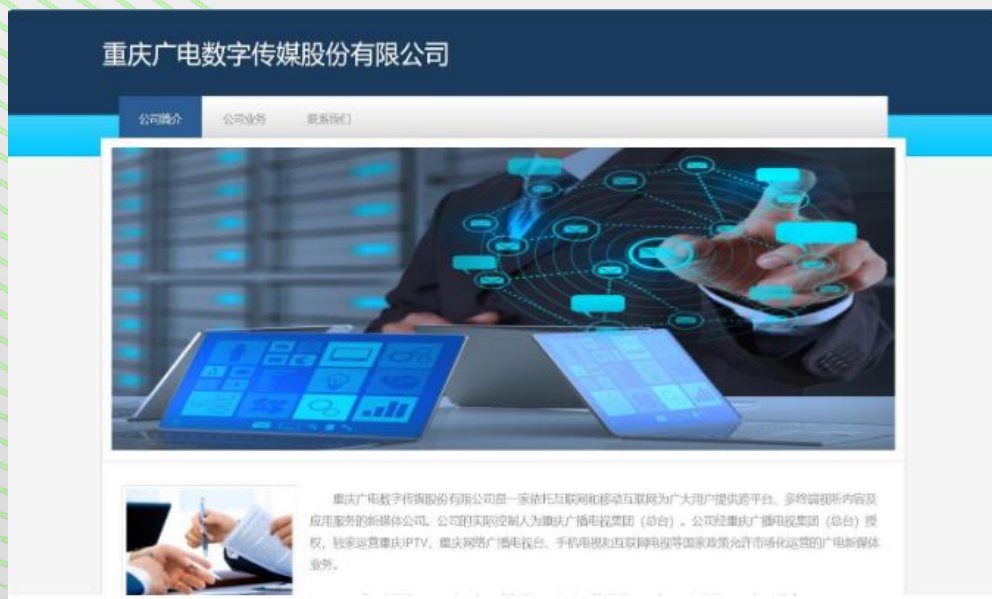 重庆广电数字传媒股份有限公司
公司简介 公司业务 联系我们
重庆广电数字传媒股份有限公司是一家依托互联网和移动互联网为广大用户提供跨平台、多终端视听内容及
应用服务的新媒体公司。公司的实际控制人为重庆广播电视集团（总台）。公司经重庆广播电视集团（总台）授
权，独家运营重庆IPTV、重庆网络广播电视台、手机电视和互联网电视等国家政策允许市场化运营的广电新媒体
业务。